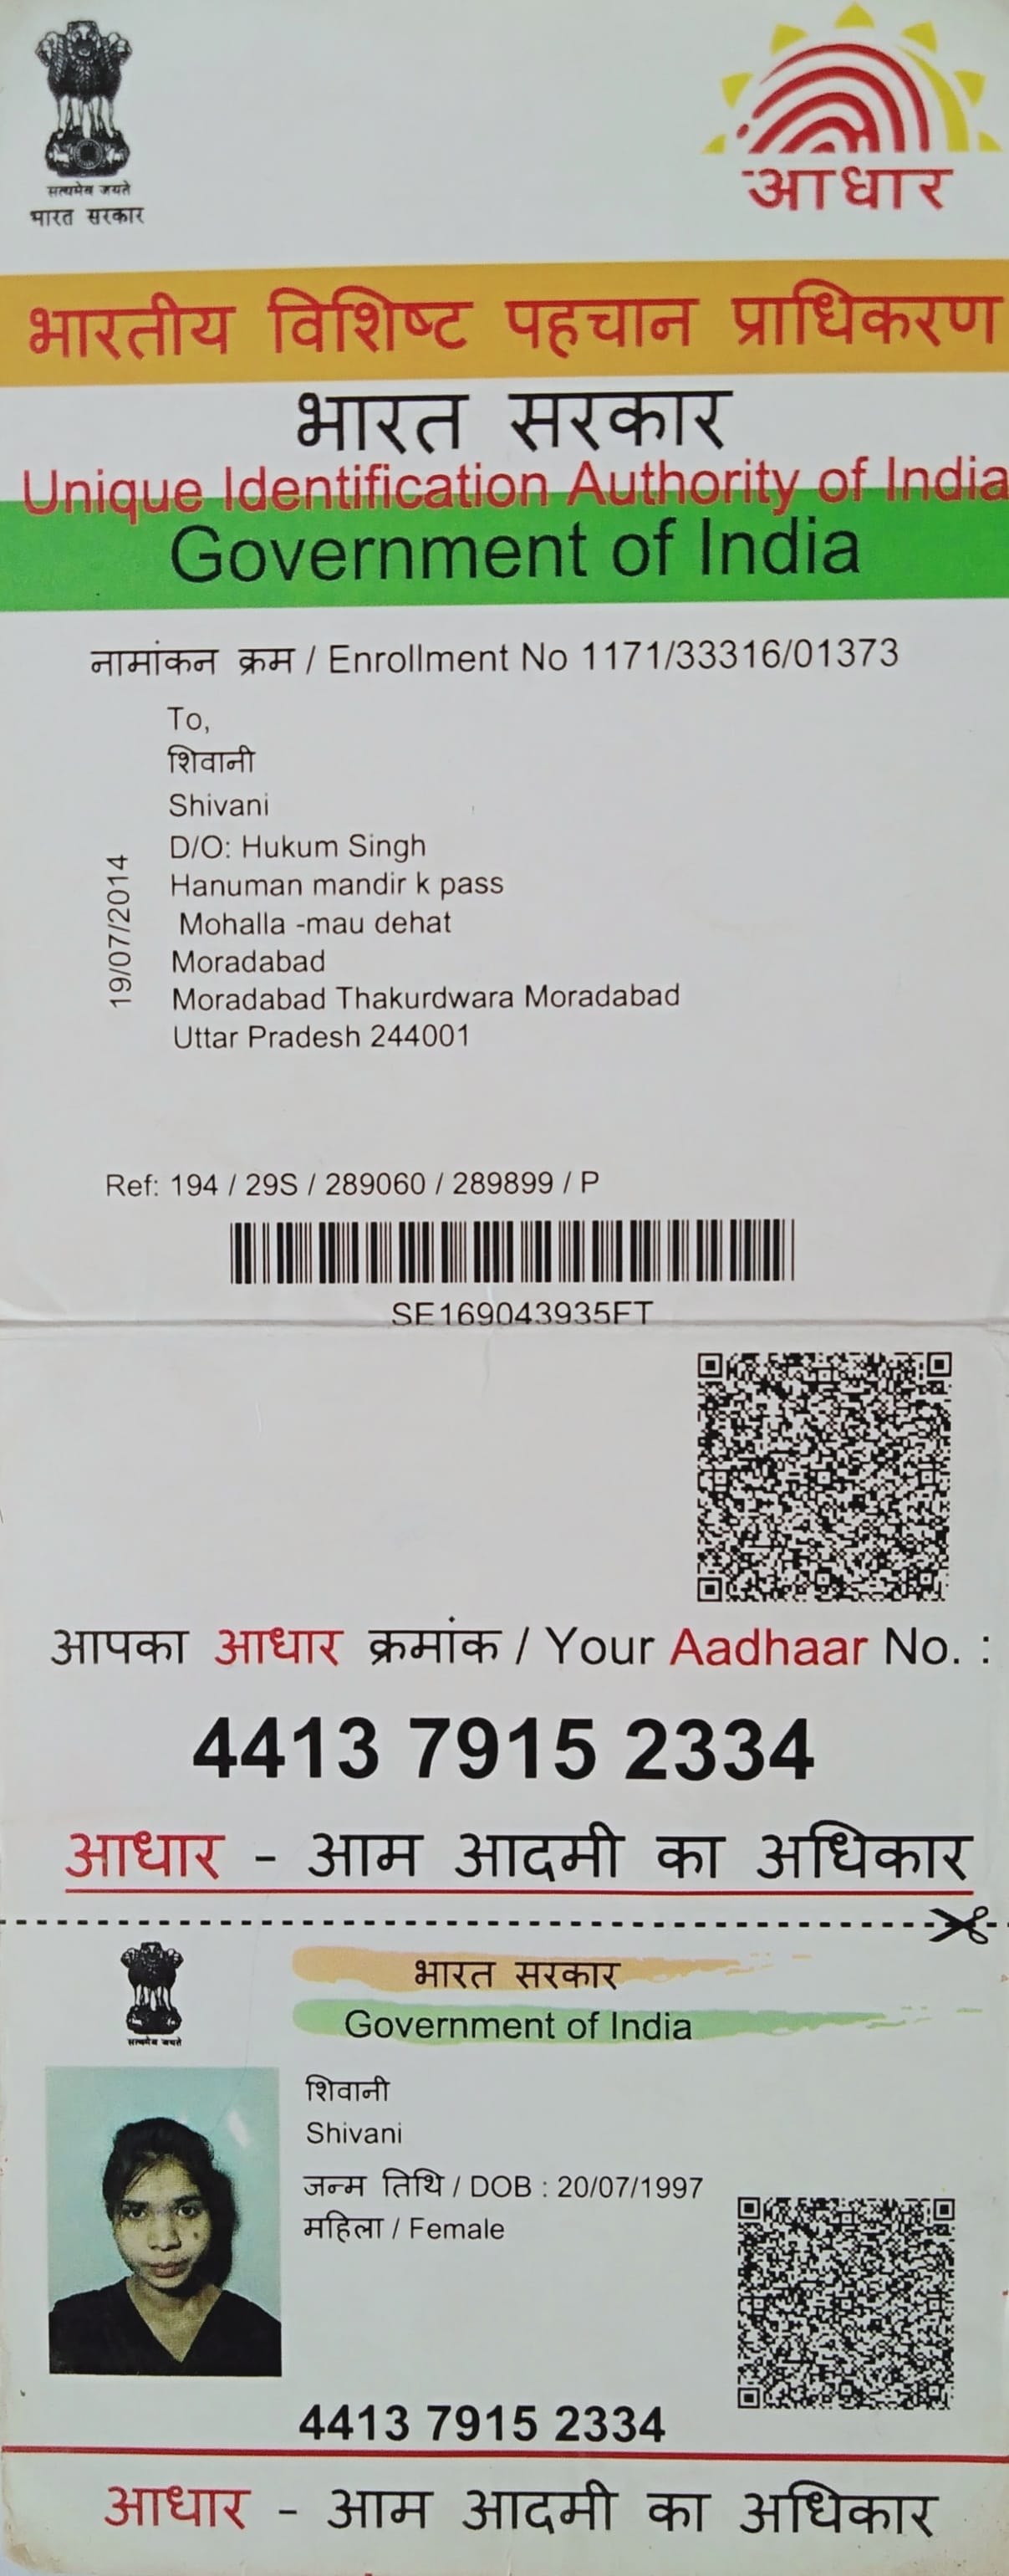 सत्यमेव जयते
भारत सरकार
आधार
भारतीय विशिष्ट पहचान प्राधिकरण
भारत सरकार
Unique Identification Authority of India
Government of India
नामांकन क्रम / Enrollment No 1171/33316/01373
To,
शिवानी
Shivani
D/O: Hukum Singh
Hanuman mandir k pass
Mohalla -mau dehat
Moradabad
Moradabad Thakurdwara Moradabad
Uttar Pradesh 244001
19/07/2014
Ref: 194 / 29S / 289060 / 289899 / P
SE169043935FT
आपका आधार क्रमांक / Your Aadhaar No. :
4413 7915 2334
आधार - आम आदमी का अधिकार
सत्यमेव जयते
भारत सरकार
Government of India
शिवानी
Shivani
जन्म तिथि / DOB : 20/07/1997
महिला / Female
4413 7915 2334
आधार - आम आदमी का अधिकार